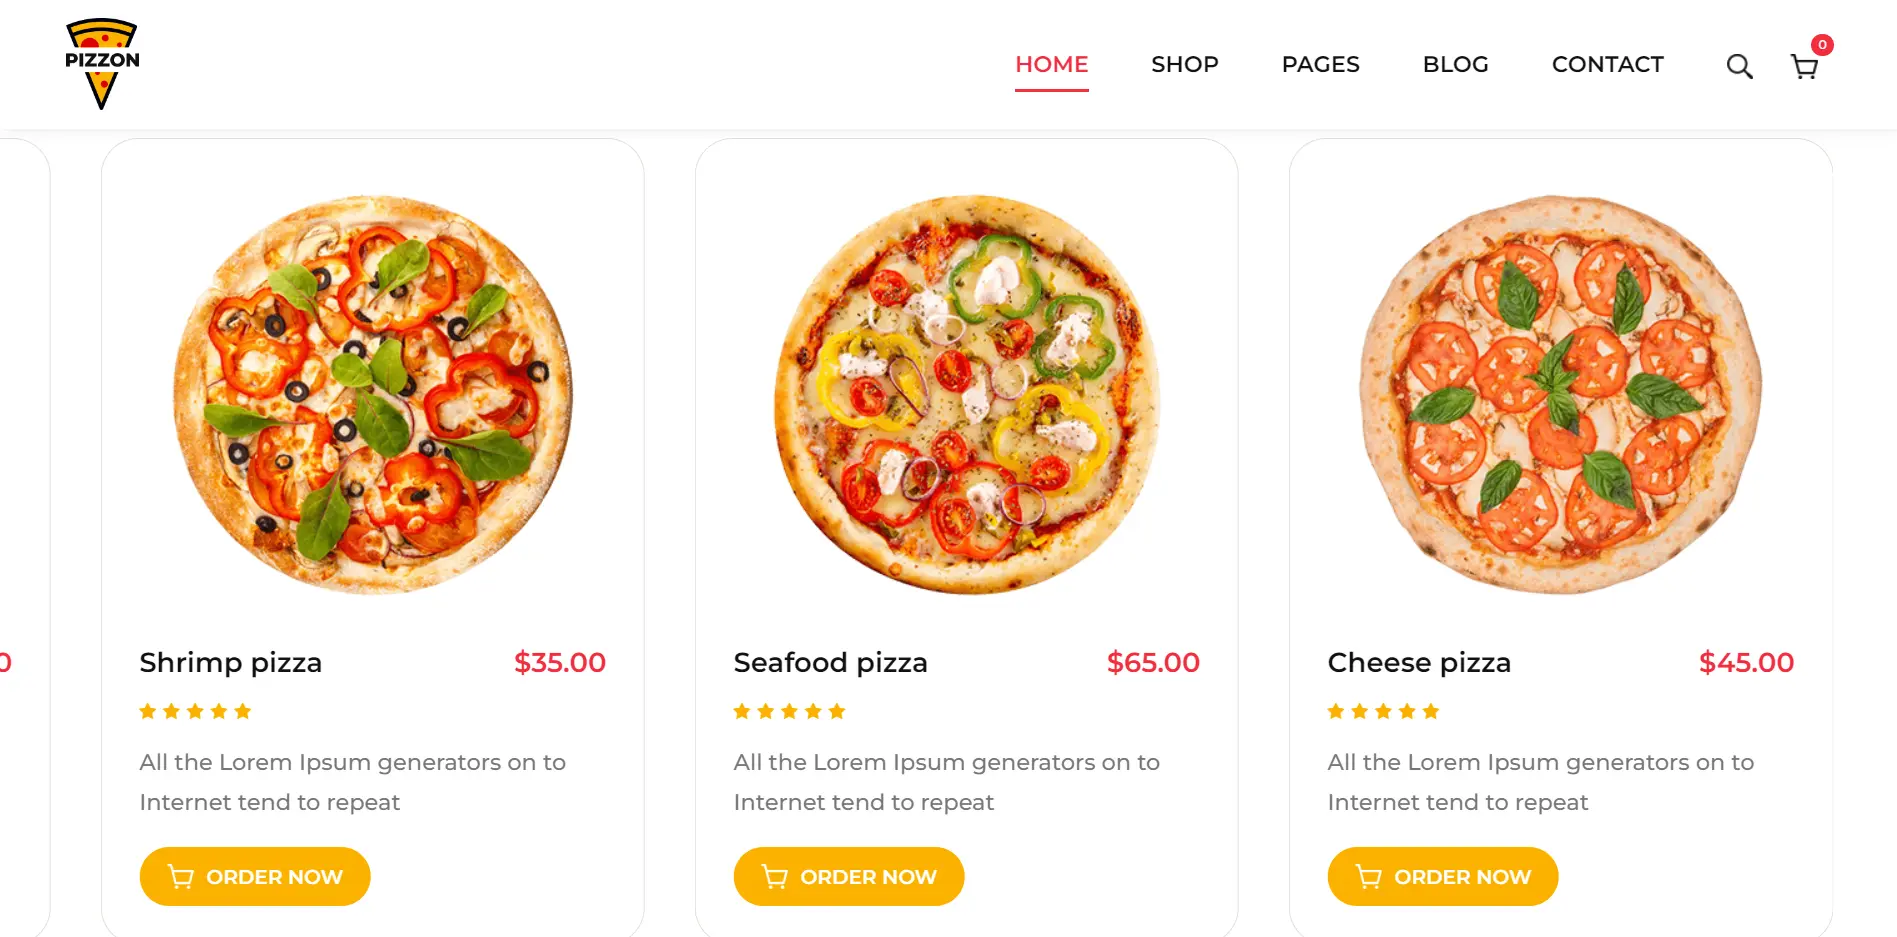 PIZZON
HOME SHOP PAGES BLOG CONTACT 0
0
Shrimp pizza $35.00
All the Lorem Ipsum generators on to
Internet tend to repeat
ORDER NOW
Seafood pizza $65.00
All the Lorem Ipsum generators on to
Internet tend to repeat
ORDER NOW
Cheese pizza $45.00
All the Lorem Ipsum generators on to
Internet tend to repeat
ORDER NOW